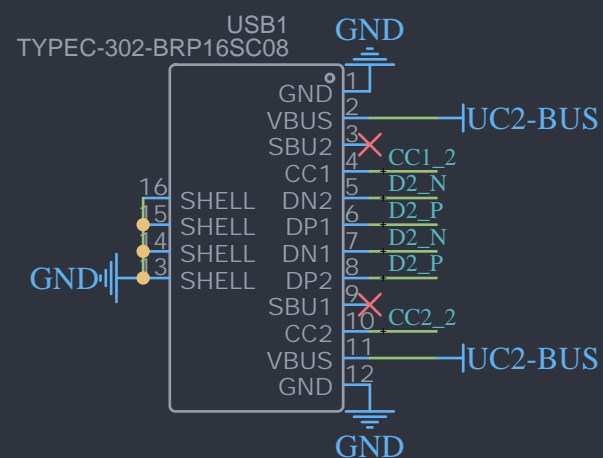 USB1
TYPEC-302-BRP16SC08
GND
1
GND
2
VBUS
UC2-BUS
3
SBU2
4
CC1
CC1_2
16
SHELL
5
DN2
D2_N
15
SHELL
6
DP1
D2_P
14
SHELL
7
DN1
D2_N
GND
13
SHELL
8
DP2
D2_P
9
SBU1
10
CC2
CC2_2
11
VBUS
UC2-BUS
12
GND
GND